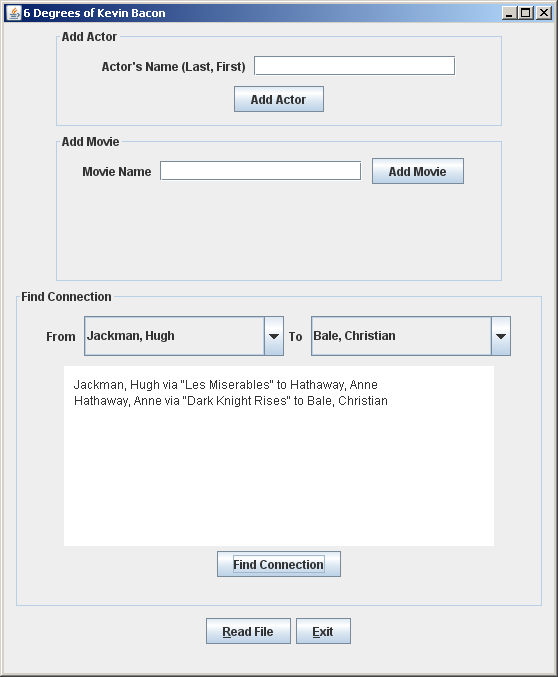 6 Degrees of Kevin Bacon
Add Actor
Actor's Name (Last, First)
Add Actor
Add Movie
Movie Name
Add Movie
Find Connection
From Jackman, Hugh To Bale, Christian
Jackman, Hugh via "Les Miserables" to Hathaway, Anne
Hathaway, Anne via "Dark Knight Rises" to Bale, Christian
Find Connection
Read File Exit